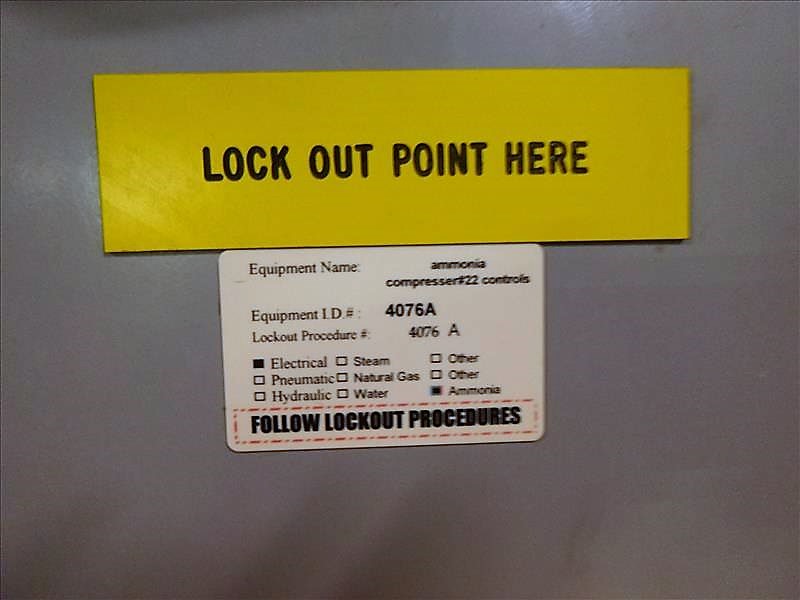 LOCK OUT POINT HERE
Equipment Name: ammonia
compresser#22 controls
Equipment I.D.# : 4076A
Lockout Procedure #: 4076 A
Electrical Steam Other
Pneumatic Natural Gas Other
Hydraulic Water Ammonia
FOLLOW LOCKOUT PROCEDURES